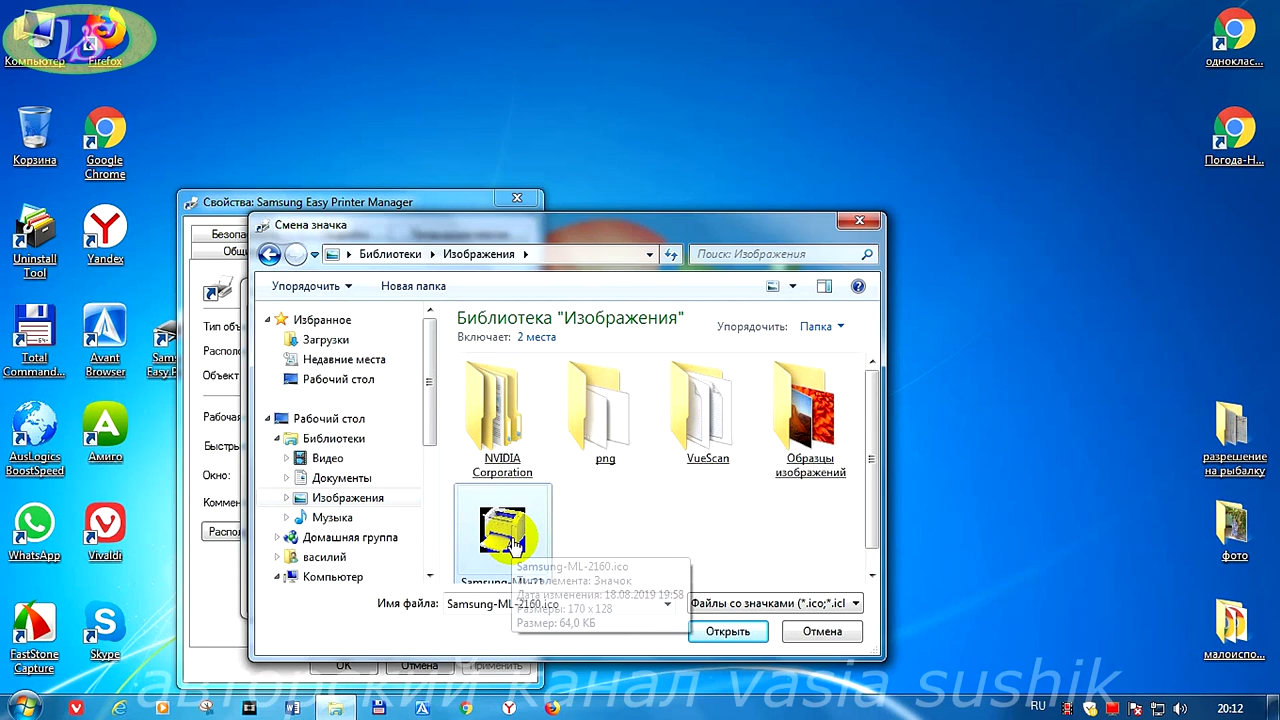 Компьютер
Firefox
VS
Корзина
Google
Chrome
Uninstall
Tool
Yandex
Total
Command...
Avant
Browser
AusLogics
BoostSpeed
Амиго
WhatsApp
Vivaldi
FastStone
Capture
Skype
одноклас...
Погода-Н...
разрешение
на рыбалку
фото
малоиспо...
Свойства: Samsung Easy Printer Manager
Безопа
Общи
Тип объ
Распол
Объект
Рабочая
Быстры
Окно:
Коммен
Распо
OK
Отмена
Применить
Смена значка
Библиотеки
Изображения
Поиск: Изображения
Упорядочить
Новая папка
Избранное
Загрузки
Недавние места
Рабочий стол
Рабочий стол
Библиотеки
Видео
Документы
Изображения
Музыка
Домашняя группа
василий
Компьютер
Библиотека "Изображения"
Включает: 2 места
Упорядочить: Папка
NVIDIA
Corporation
png
VueScan
Образцы
изображений
Samsung-ML-2160.ico
Тип элемента: Значок
Дата изменения: 18.08.2019 19:58
Размеры: 170 x 128
Размер: 64,0 КБ
Имя файла:
Samsung-ML-2160.ico
Файлы со значками (*.ico;*.icl
Открыть
Отмена
авторский канал vasia sushik
RU
20:12